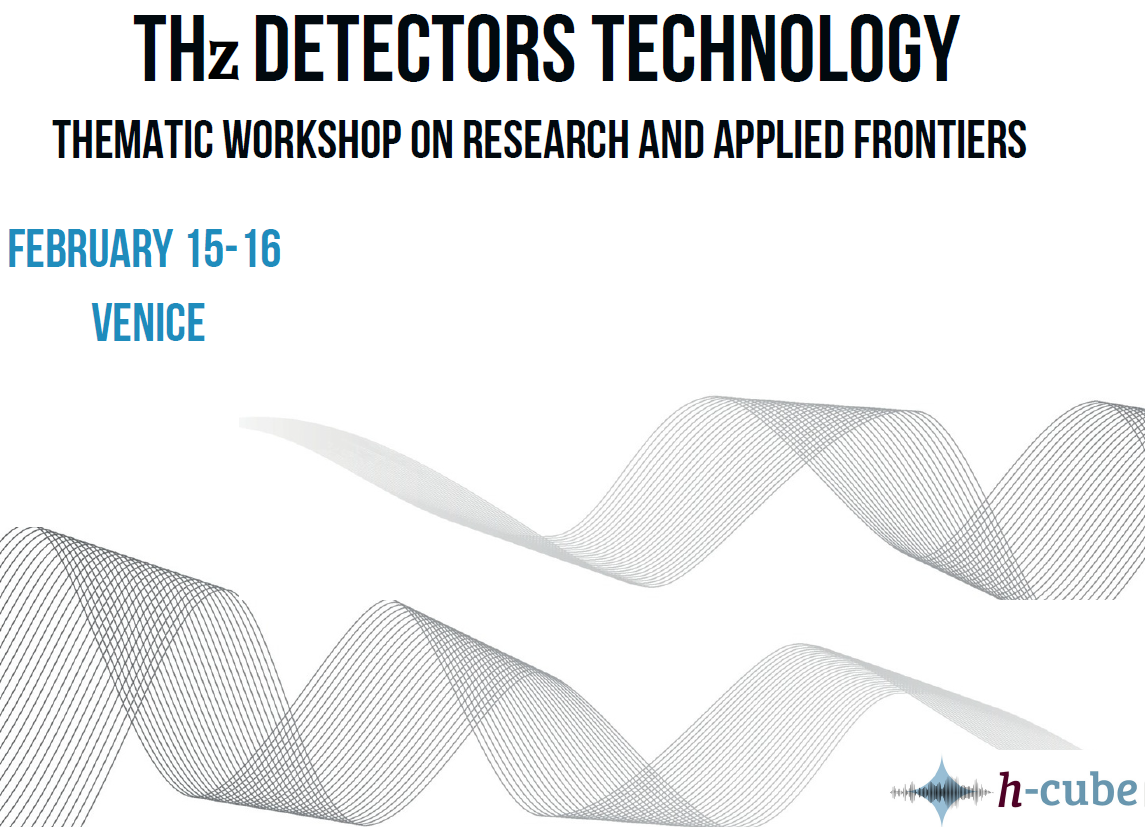 THz DETECTORS TECHNOLOGY
THEMATIC WORKSHOP ON RESEARCH AND APPLIED FRONTIERS
FEBRUARY 15-16
VENICE
h-cube